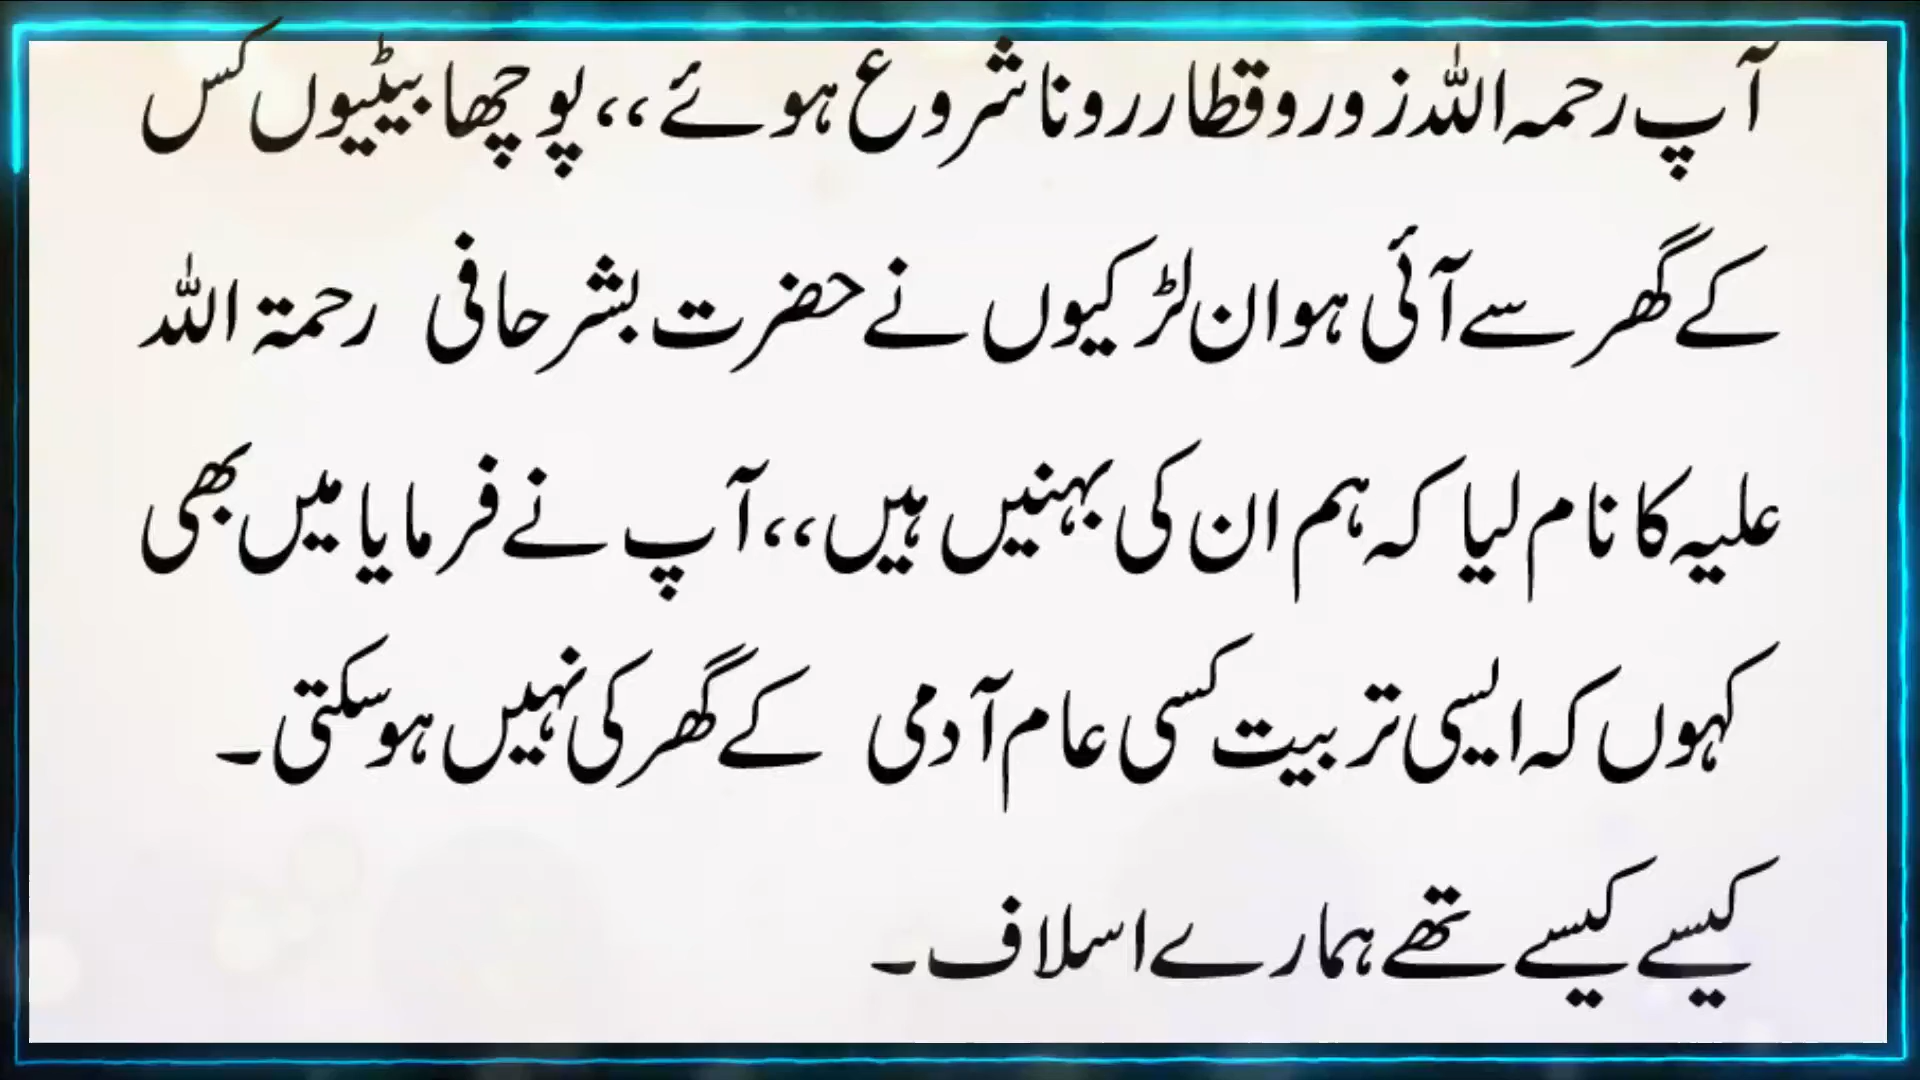 آپ رحمہ اللہ زور و قطار رونا شروع ہوئے،، پوچھا بیٹیوں کس
کے گھر سے آئی ہو ان لڑکیوں نے حضرت بشر حافی رحمۃ اللہ
علیہ کا نام لیا کہ ہم ان کی بہنیں ہیں،، آپ نے فرمایا میں بھی
کہوں کہ ایسی تربیت کسی عام آدمی کے گھر کی نہیں ہو سکتی۔
کیسے کیسے تھے ہمارے اسلاف۔